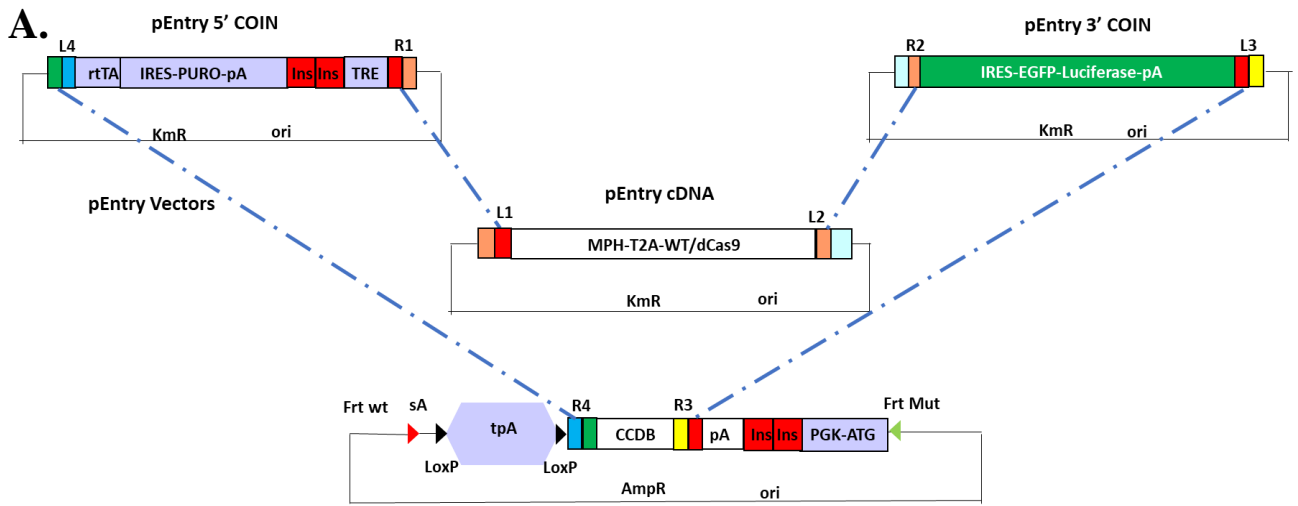 A.
pEntry 5’ COIN
pEntry 3’ COIN
L4
R1
R2
L3
rtTA
IRES-PURO-pA
Ins
Ins
TRE
IRES-EGFP-Luciferase-pA
KmR
ori
KmR
ori
pEntry Vectors
pEntry cDNA
L1
L2
MPH-T2A-WT/dCas9
KmR
ori
Frt wt
sA
tpA
R4
R3
Frt Mut
CCDB
pA
Ins
Ins
PGK-ATG
LoxP
LoxP
AmpR
ori